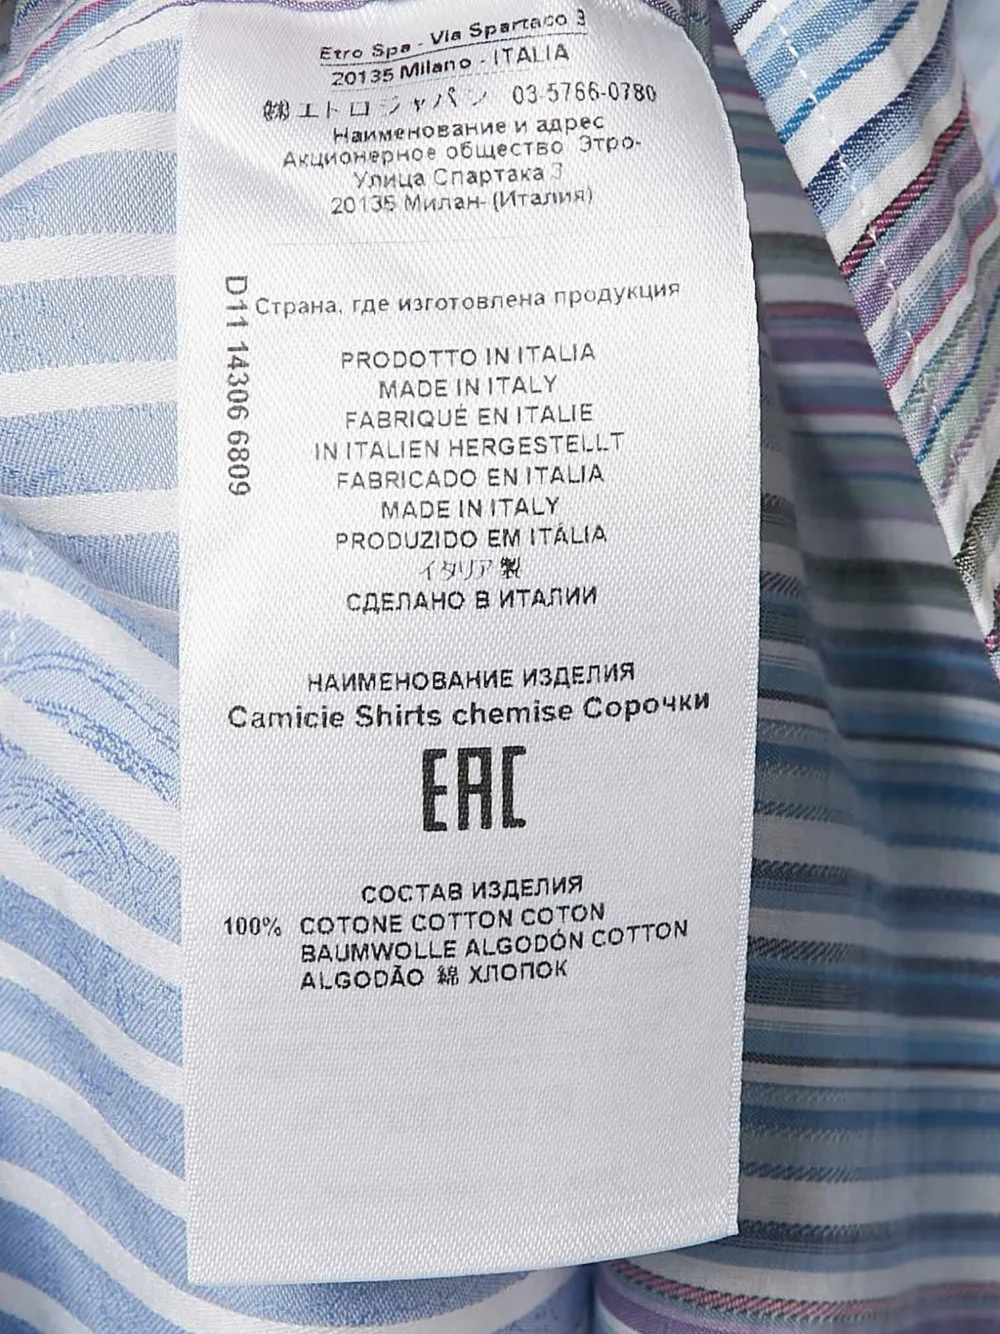 Etro Spa - Via Spartaco 3
20135 Milano - ITALIA
㈱エトロジャパン 03-5766-0780
Наименование и адрес
Акционерное общество Этро-
Улица Спартака 3
20135 Милан- (Италия)
Страна, где изготовлена продукция
D11 14306 6809
PRODOTTO IN ITALIA
MADE IN ITALY
FABRIQUÉ EN ITALIE
IN ITALIEN HERGESTELLT
FABRICADO EN ITALIA
MADE IN ITALY
PRODUZIDO EM ITÁLIA
イタリア製
СДЕЛАНО В ИТАЛИИ
НАИМЕНОВАНИЕ ИЗДЕЛИЯ
Camicie Shirts chemise Сорочки
EAC
СОСТАВ ИЗДЕЛИЯ
100% COTONE COTTON COTON
BAUMWOLLE ALGODÓN COTTON
ALGODÃO 綿 ХЛОПОК